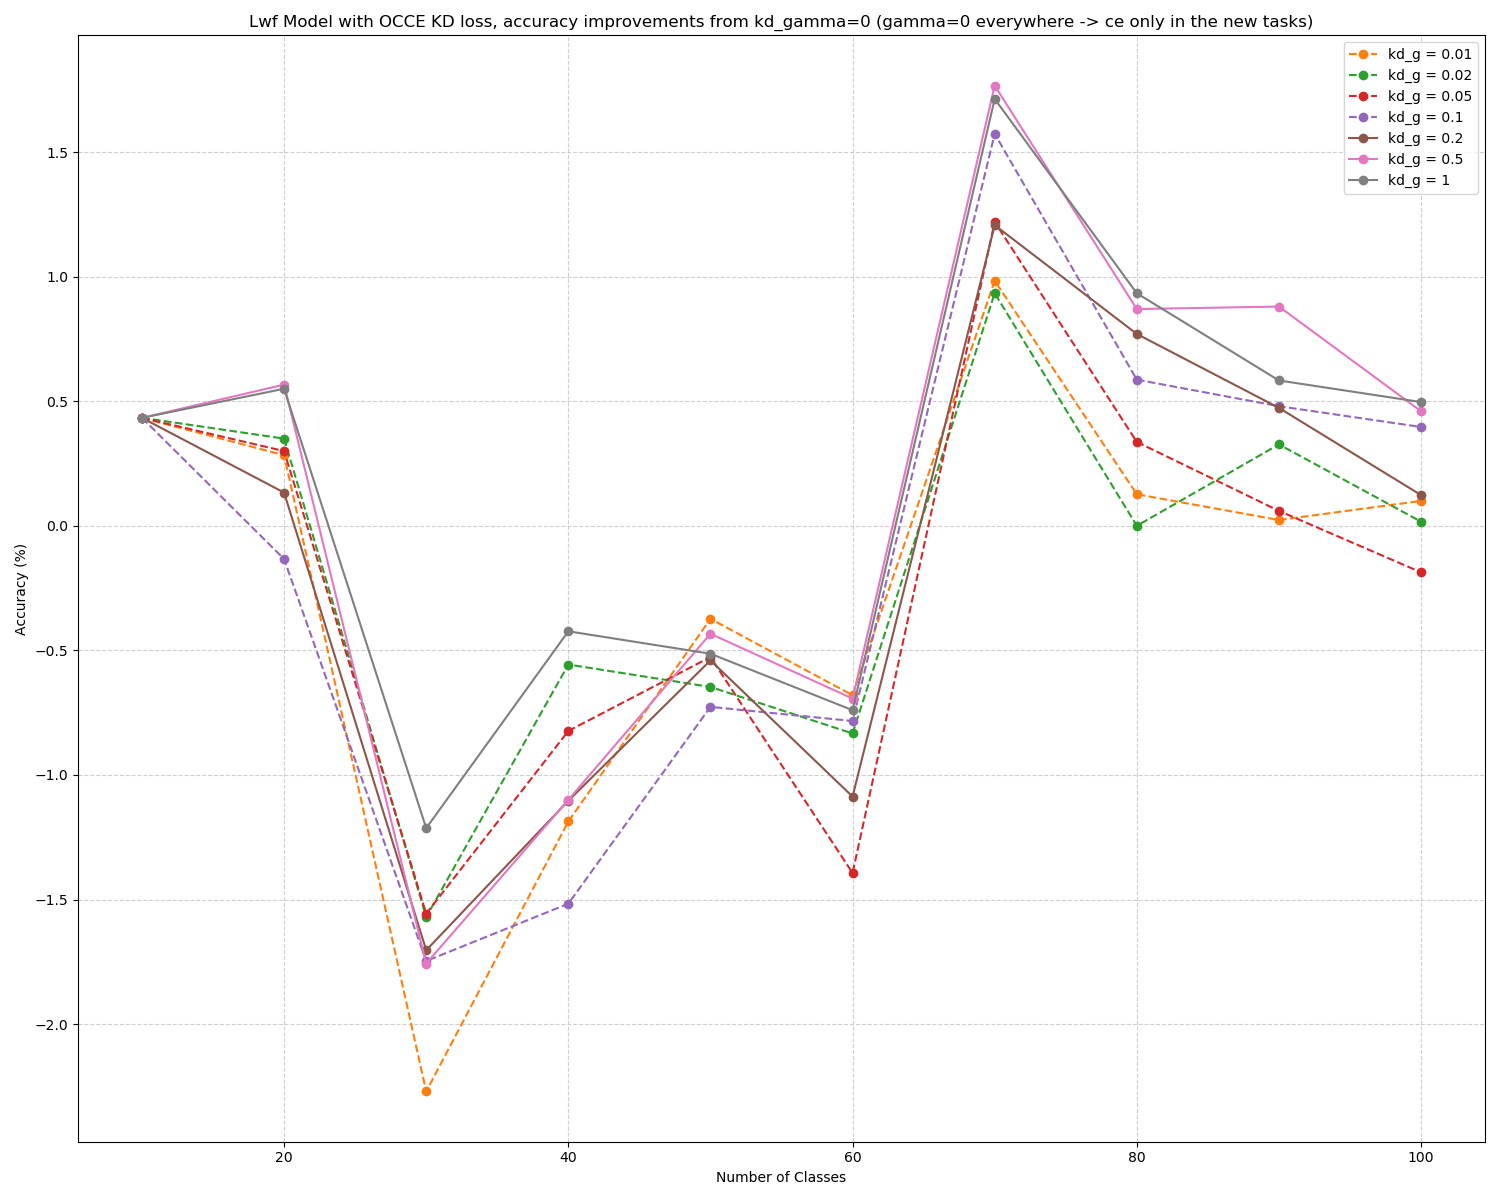 Lwf Model with OCCE KD loss, accuracy improvements from kd_gamma=0 (gamma=0 everywhere -> ce only in the new tasks)
kd_g = 0.01
kd_g = 0.02
kd_g = 0.05
kd_g = 0.1
kd_g = 0.2
kd_g = 0.5
kd_g = 1
Accuracy (%)
1.5
1.0
0.5
0.0
−0.5
−1.0
−1.5
−2.0
20 40 60 80 100
Number of Classes